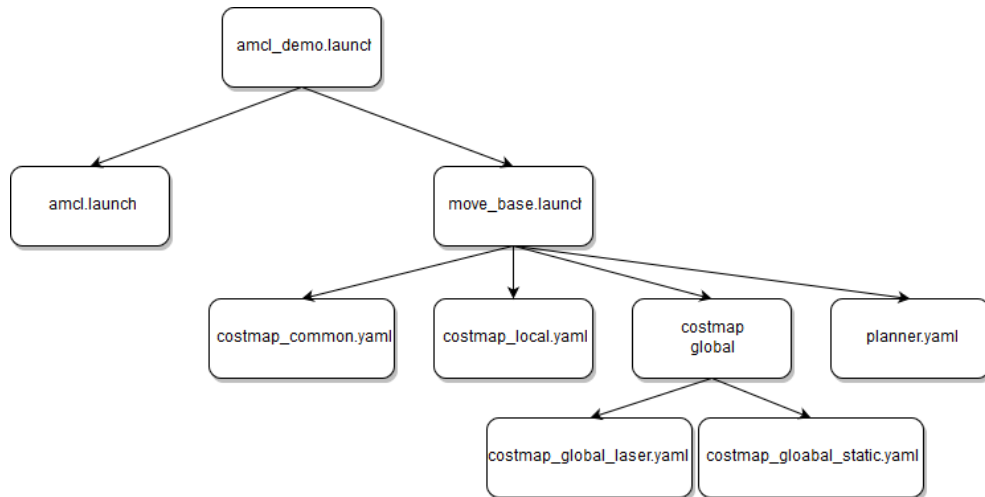 amcl_demo.launch
amcl.launch
move_base.launch
costmap_common.yaml
costmap_local.yaml
costmap
global
planner.yaml
costmap_global_laser.yaml
costmap_gloabal_static.yaml